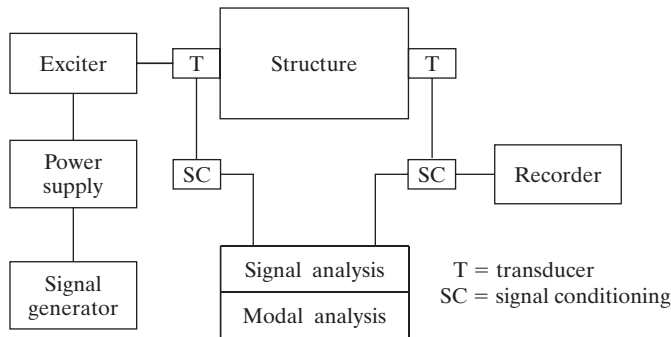 Exciter
T
Structure
T
Power
supply
SC
SC
Recorder
Signal
generator
Signal analysis
Modal analysis
T = transducer
SC = signal conditioning